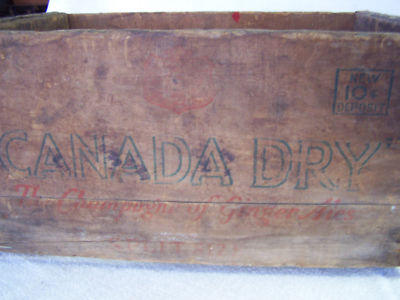 NEW
10¢
DEPOSIT
CANADA DRY
The Champagne of Ginger Ales